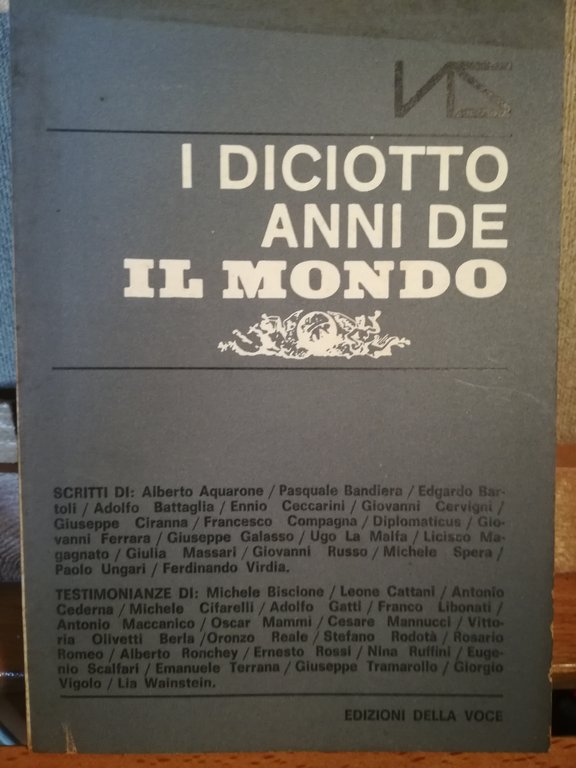 I DICIOTTO
ANNI DE
IL MONDO
SCRITTI DI: Alberto Aquarone / Pasquale Bandiera / Edgardo Bar-
toli / Adolfo Battaglia / Ennio Ceccarini / Giovanni Cervigni /
Giuseppe Ciranna / Francesco Compagna / Diplomaticus / Gio-
vanni Ferrara / Giuseppe Galasso / Ugo La Malfa / Licisco Ma-
gagnato / Giulia Massari / Giovanni Russo / Michele Spera /
Paolo Ungari / Ferdinando Virdia.
TESTIMONIANZE DI: Michele Biscione / Leone Cattani / Antonio
Cederna / Michele Cifarelli / Adolfo Gatti / Franco Libonati /
Antonio Maccanico / Oscar Mammì / Cesare Mannucci / Vitto-
ria Olivetti Berla / Oronzo Reale / Stefano Rodotà / Rosario
Romeo / Alberto Ronchey / Ernesto Rossi / Nina Ruffini / Euge-
nio Scalfari / Emanuele Terrana / Giuseppe Tramarollo / Giorgio
Vigolo / Lia Wainstein.
EDIZIONI DELLA VOCE